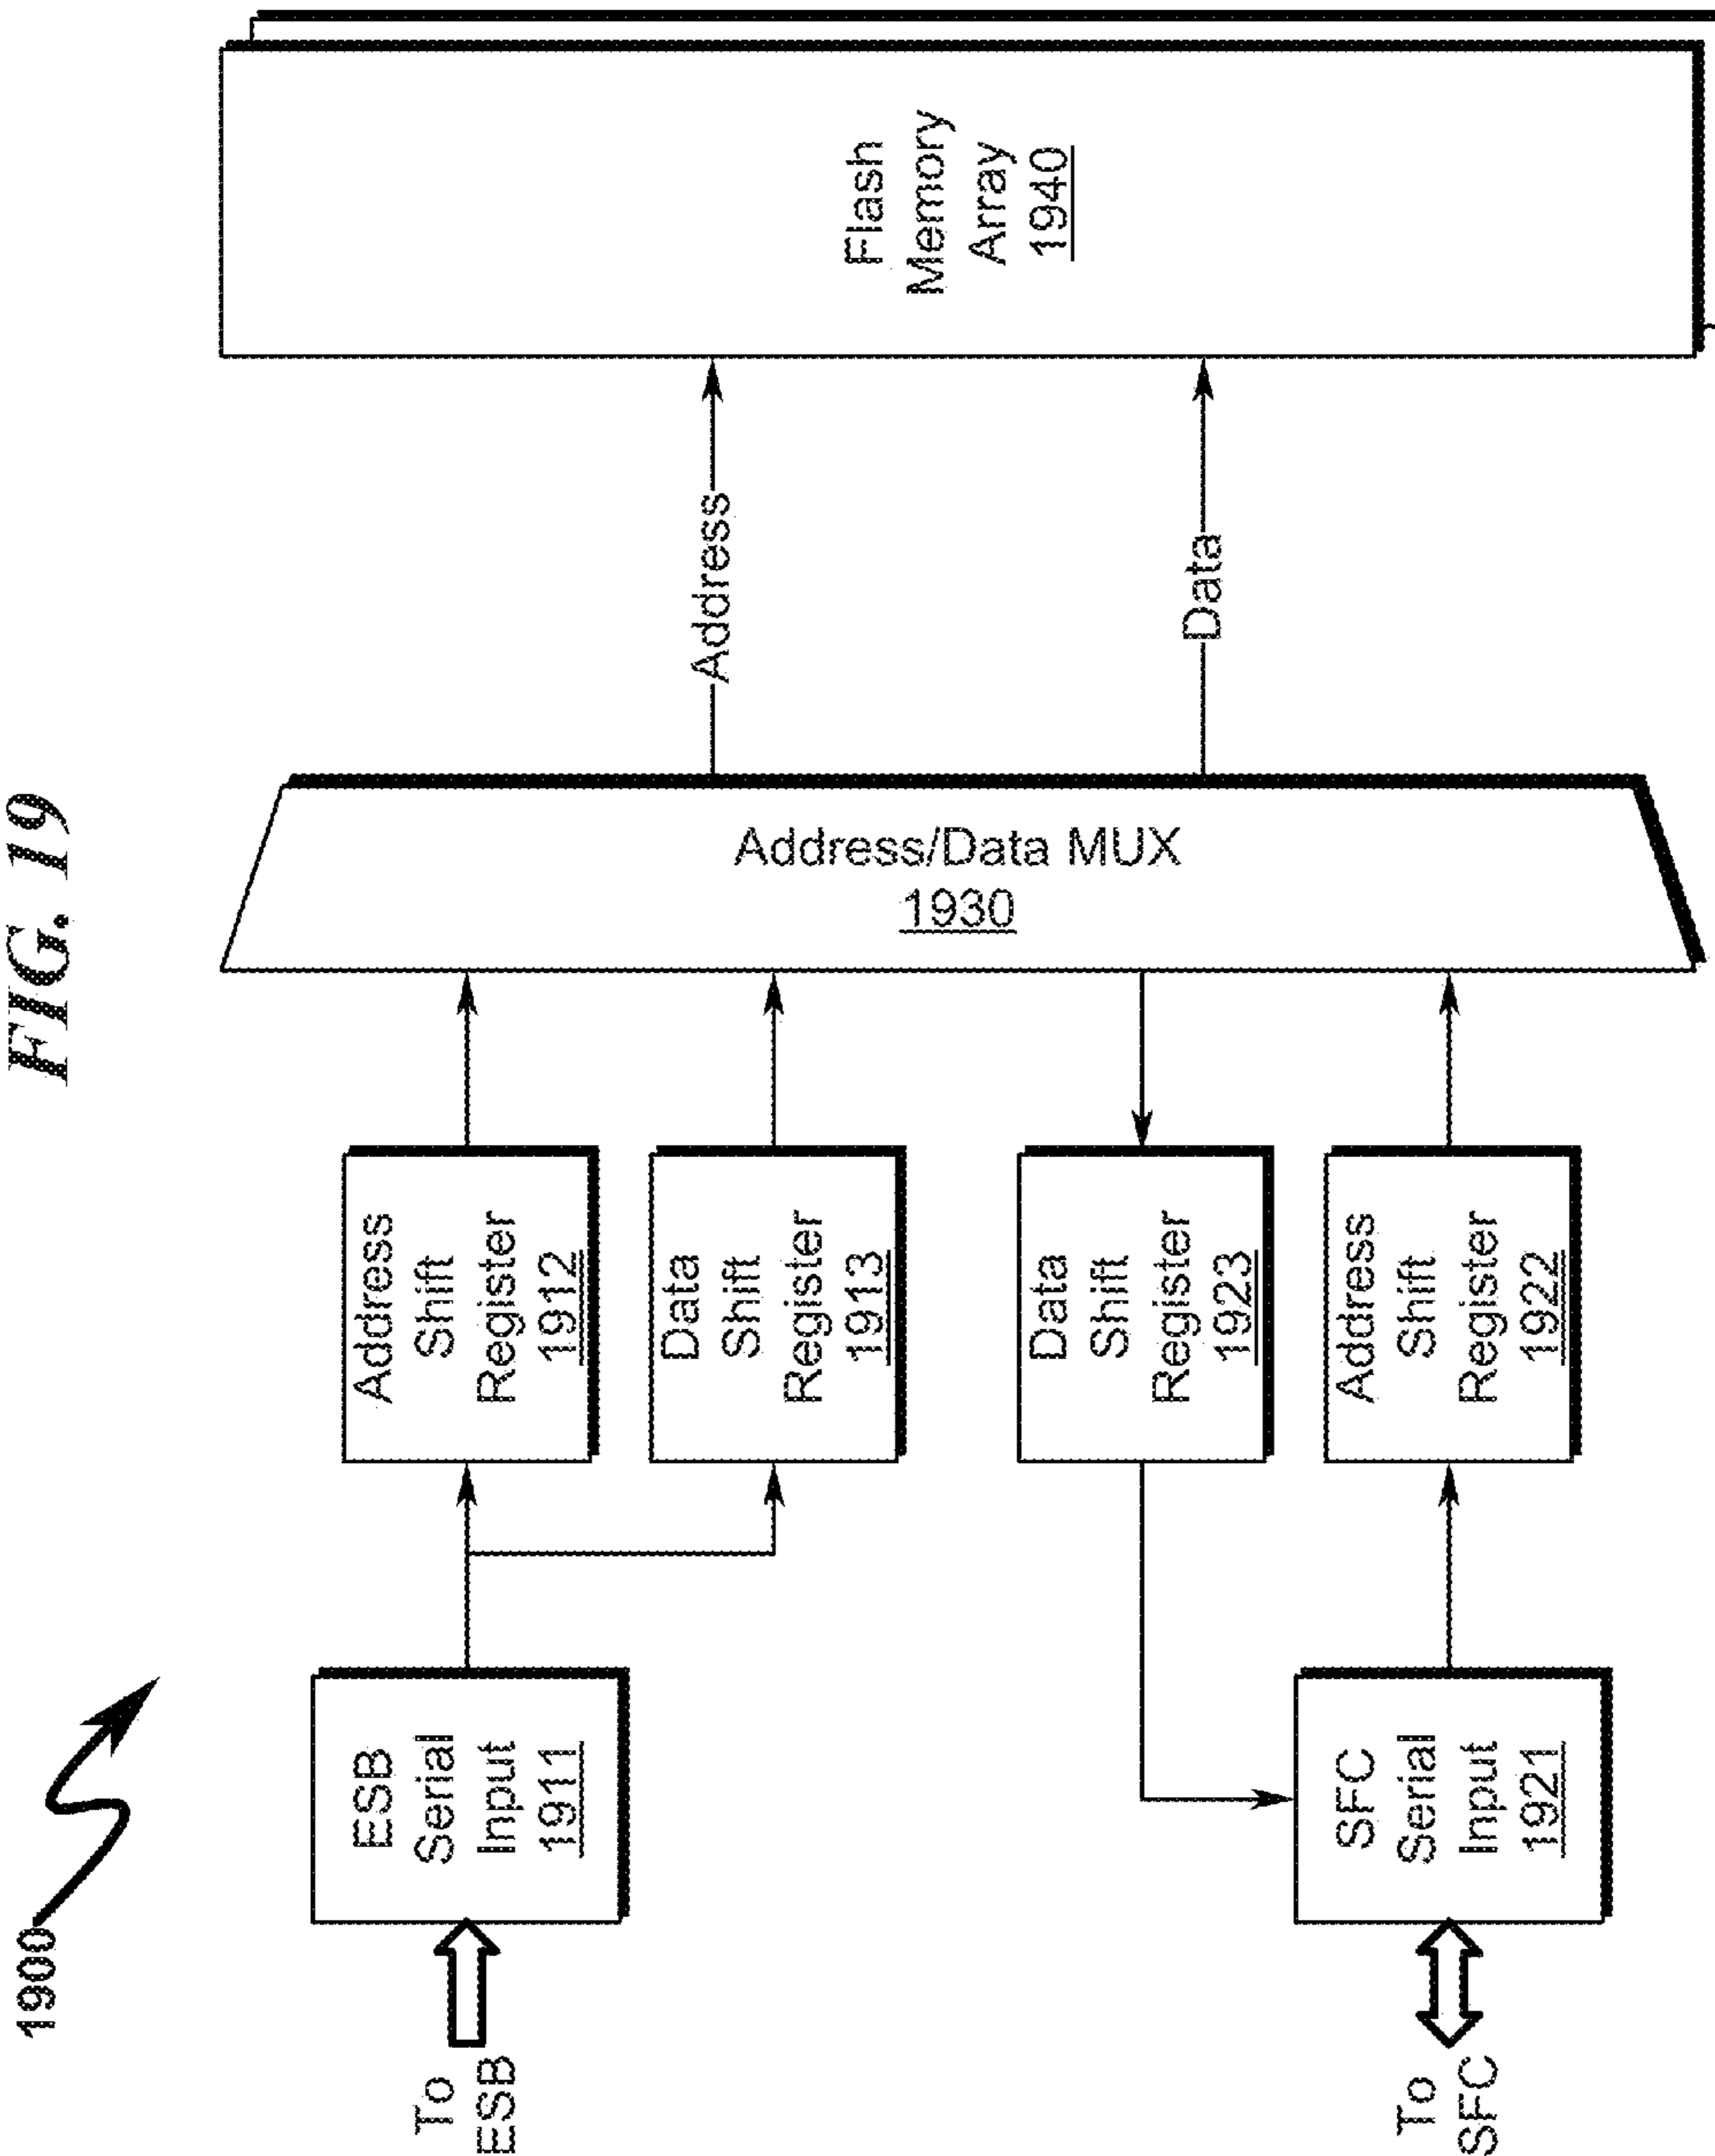 FIG. 19
1900
To
ESB
ESB
Serial
Input
1911
Address
Shift
Register
1912
Data
Shift
Register
1913
To
SFC
SFC
Serial
Input
1921
Data
Shift
Register
1923
Address
Shift
Register
1922
Address/Data MUX
1930
Address
Data
Flash
Memory
Array
1940